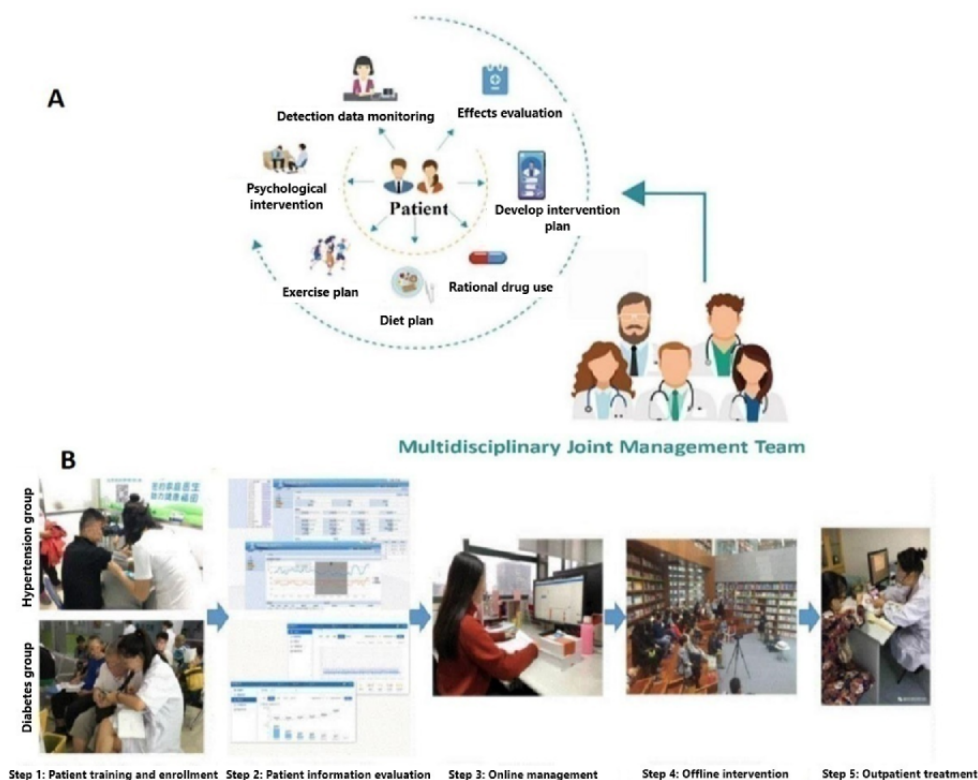 A
Detection data monitoring
Effects evaluation
Psychological
intervention
Patient
Develop intervention
plan
Exercise plan
Rational drug use
Diet plan
Multidisciplinary Joint Management Team
B
Hypertension group
Diabetes group
Step 1: Patient training and enrollment
Step 2: Patient information evaluation
Step 3: Online management
Step 4: Offline intervention
Step 5: Outpatient treatment